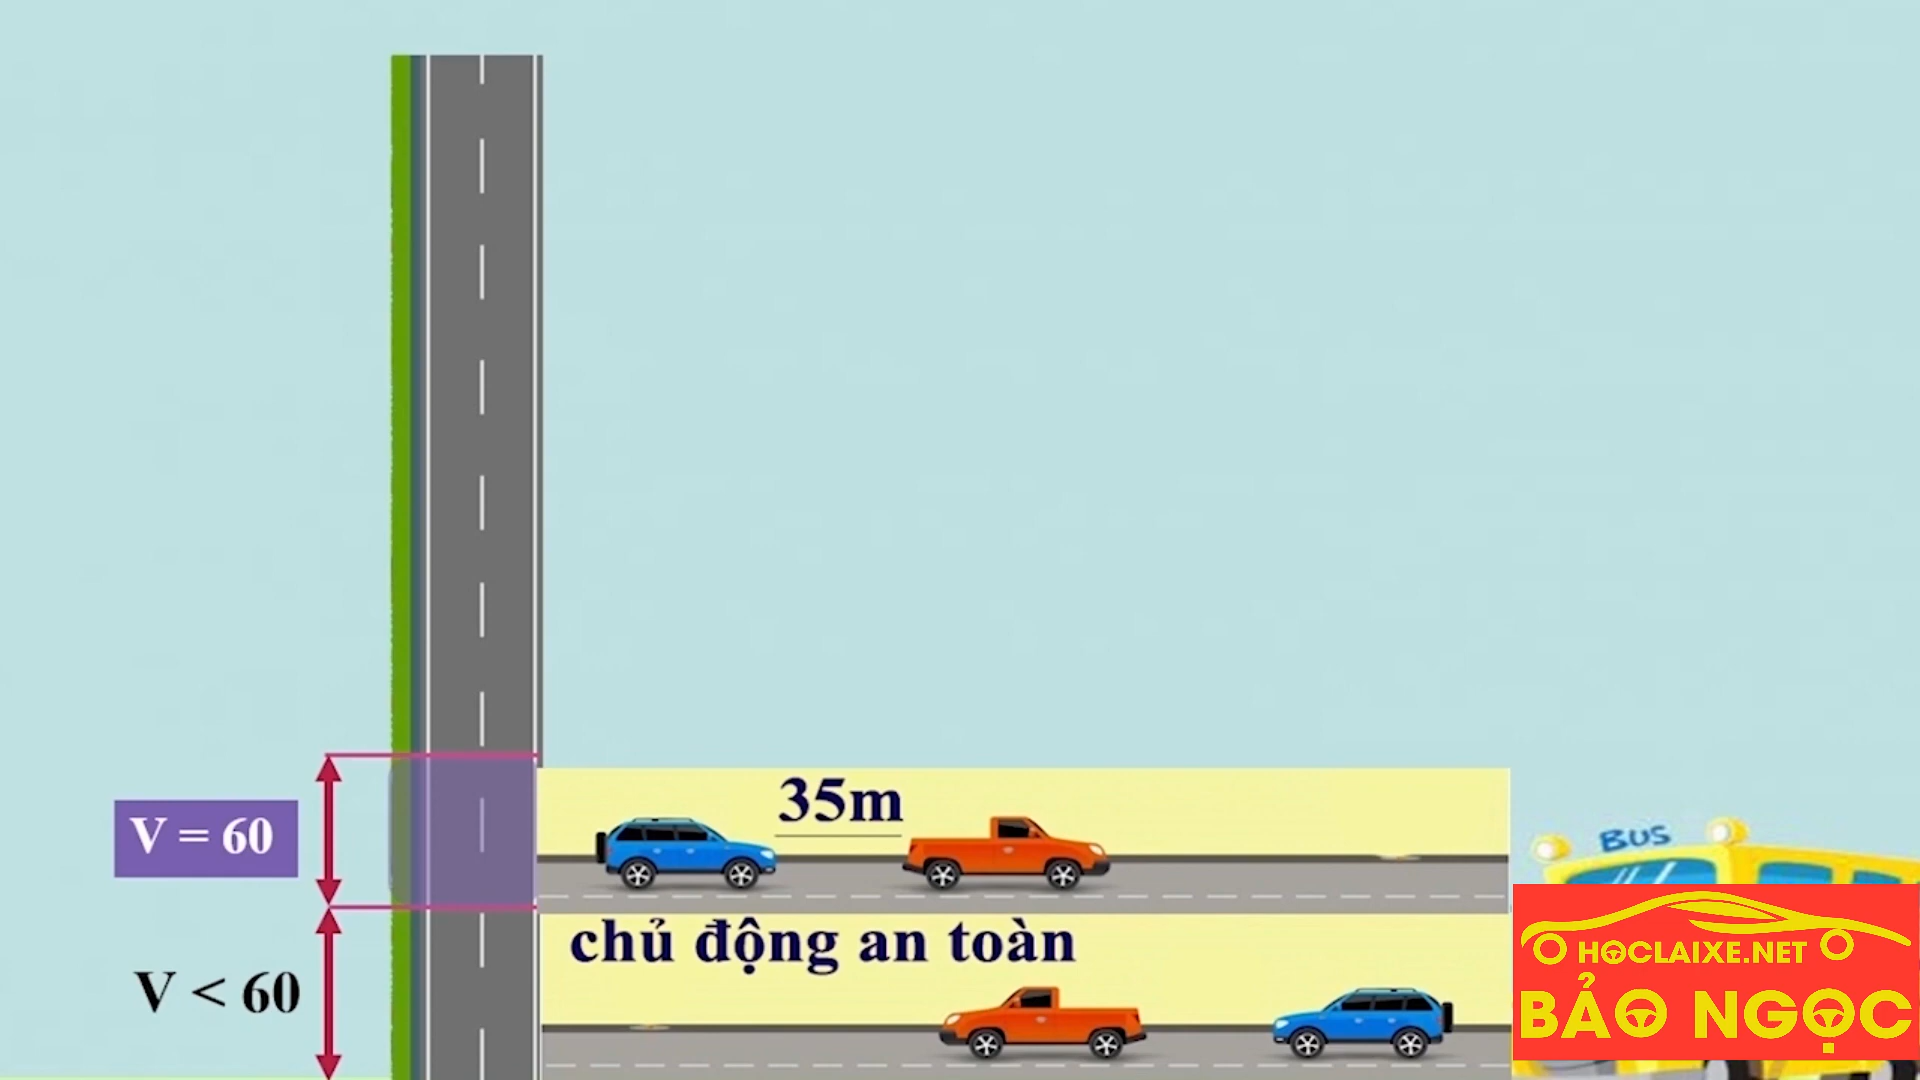 35m
V = 60
chủ động an toàn
V < 60
BUS
HOCLAIXE.NET
BẢO NGỌC